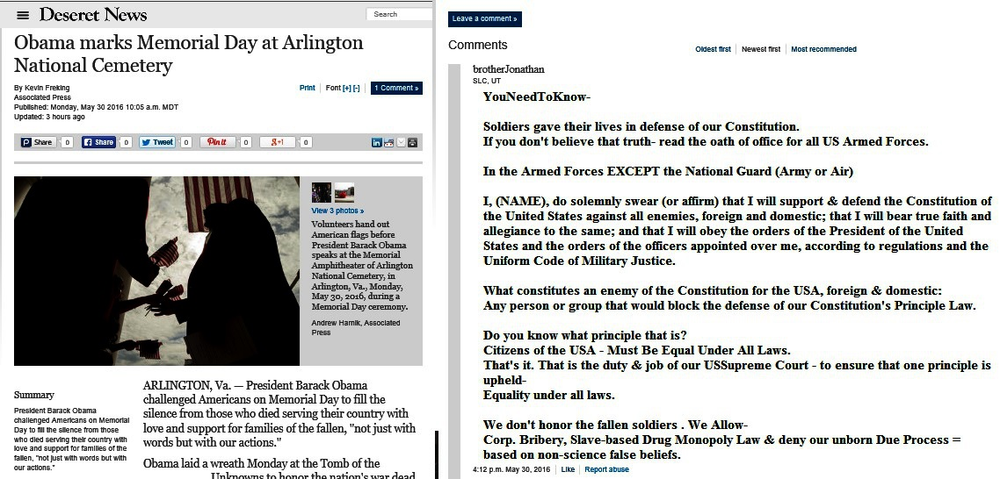 Deseret News
Search
Obama marks Memorial Day at Arlington
National Cemetery
By Kevin Freking
Associated Press
Published: Monday, May 30 2016 10:05 a.m. MDT
Updated: 3 hours ago
Print
Font [+] [-]
1 Comment »
Share 0
Share 0
Tweet 0
Pin it 0
g+1 0
View 3 photos »
Volunteers hand out
American flags before
President Barack Obama
speaks at the Memorial
Amphitheater of Arlington
National Cemetery, in
Arlington, Va., Monday,
May 30, 2016, during a
Memorial Day ceremony.
Andrew Harnik, Associated
Press
Summary
President Barack Obama
challenged Americans on Memorial
Day to fill the silence from those
who died serving their country with
love and support for families of the
fallen, "not just with words but with
our actions."
ARLINGTON, Va. — President Barack Obama
challenged Americans on Memorial Day to fill the
silence from those who died serving their country with
love and support for families of the fallen, "not just with
words but with our actions."
Obama laid a wreath Monday at the Tomb of the
Unknowns to honor the nation's war dead
Leave a comment »
Comments
Oldest first
Newest first
Most recommended
brotherJonathan
SLC, UT
YouNeedToKnow-
Soldiers gave their lives in defense of our Constitution.
If you don't believe that truth- read the oath of office for all US Armed Forces.
In the Armed Forces EXCEPT the National Guard (Army or Air)
I, (NAME), do solemnly swear (or affirm) that I will support & defend the Constitution of
the United States against all enemies, foreign and domestic; that I will bear true faith and
allegiance to the same; and that I will obey the orders of the President of the United
States and the orders of the officers appointed over me, according to regulations and the
Uniform Code of Military Justice.
What constitutes an enemy of the Constitution for the USA, foreign & domestic:
Any person or group that would block the defense of our Constitution's Principle Law.
Do you know what principle that is?
Citizens of the USA - Must Be Equal Under All Laws.
That's it. That is the duty & job of our USSupreme Court - to ensure that one principle is
upheld-
Equality under all laws.
We don't honor the fallen soldiers . We Allow-
Corp. Bribery, Slave-based Drug Monopoly Law & deny our unborn Due Process =
based on non-science false beliefs.
4:12 p.m. May 30, 2016
Like
Report abuse